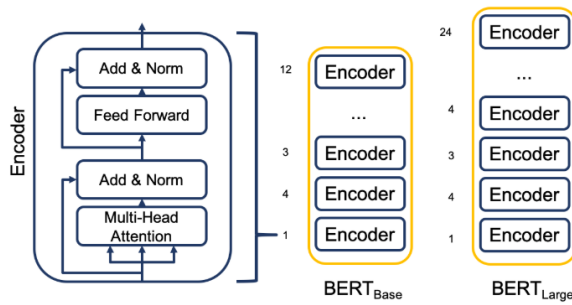 Encoder
Add & Norm
Feed Forward
Add & Norm
Multi-Head
Attention
12
Encoder
...
3
Encoder
4
Encoder
1
Encoder
BERTBase
24
Encoder
...
4
Encoder
3
Encoder
4
Encoder
1
Encoder
BERTLarge